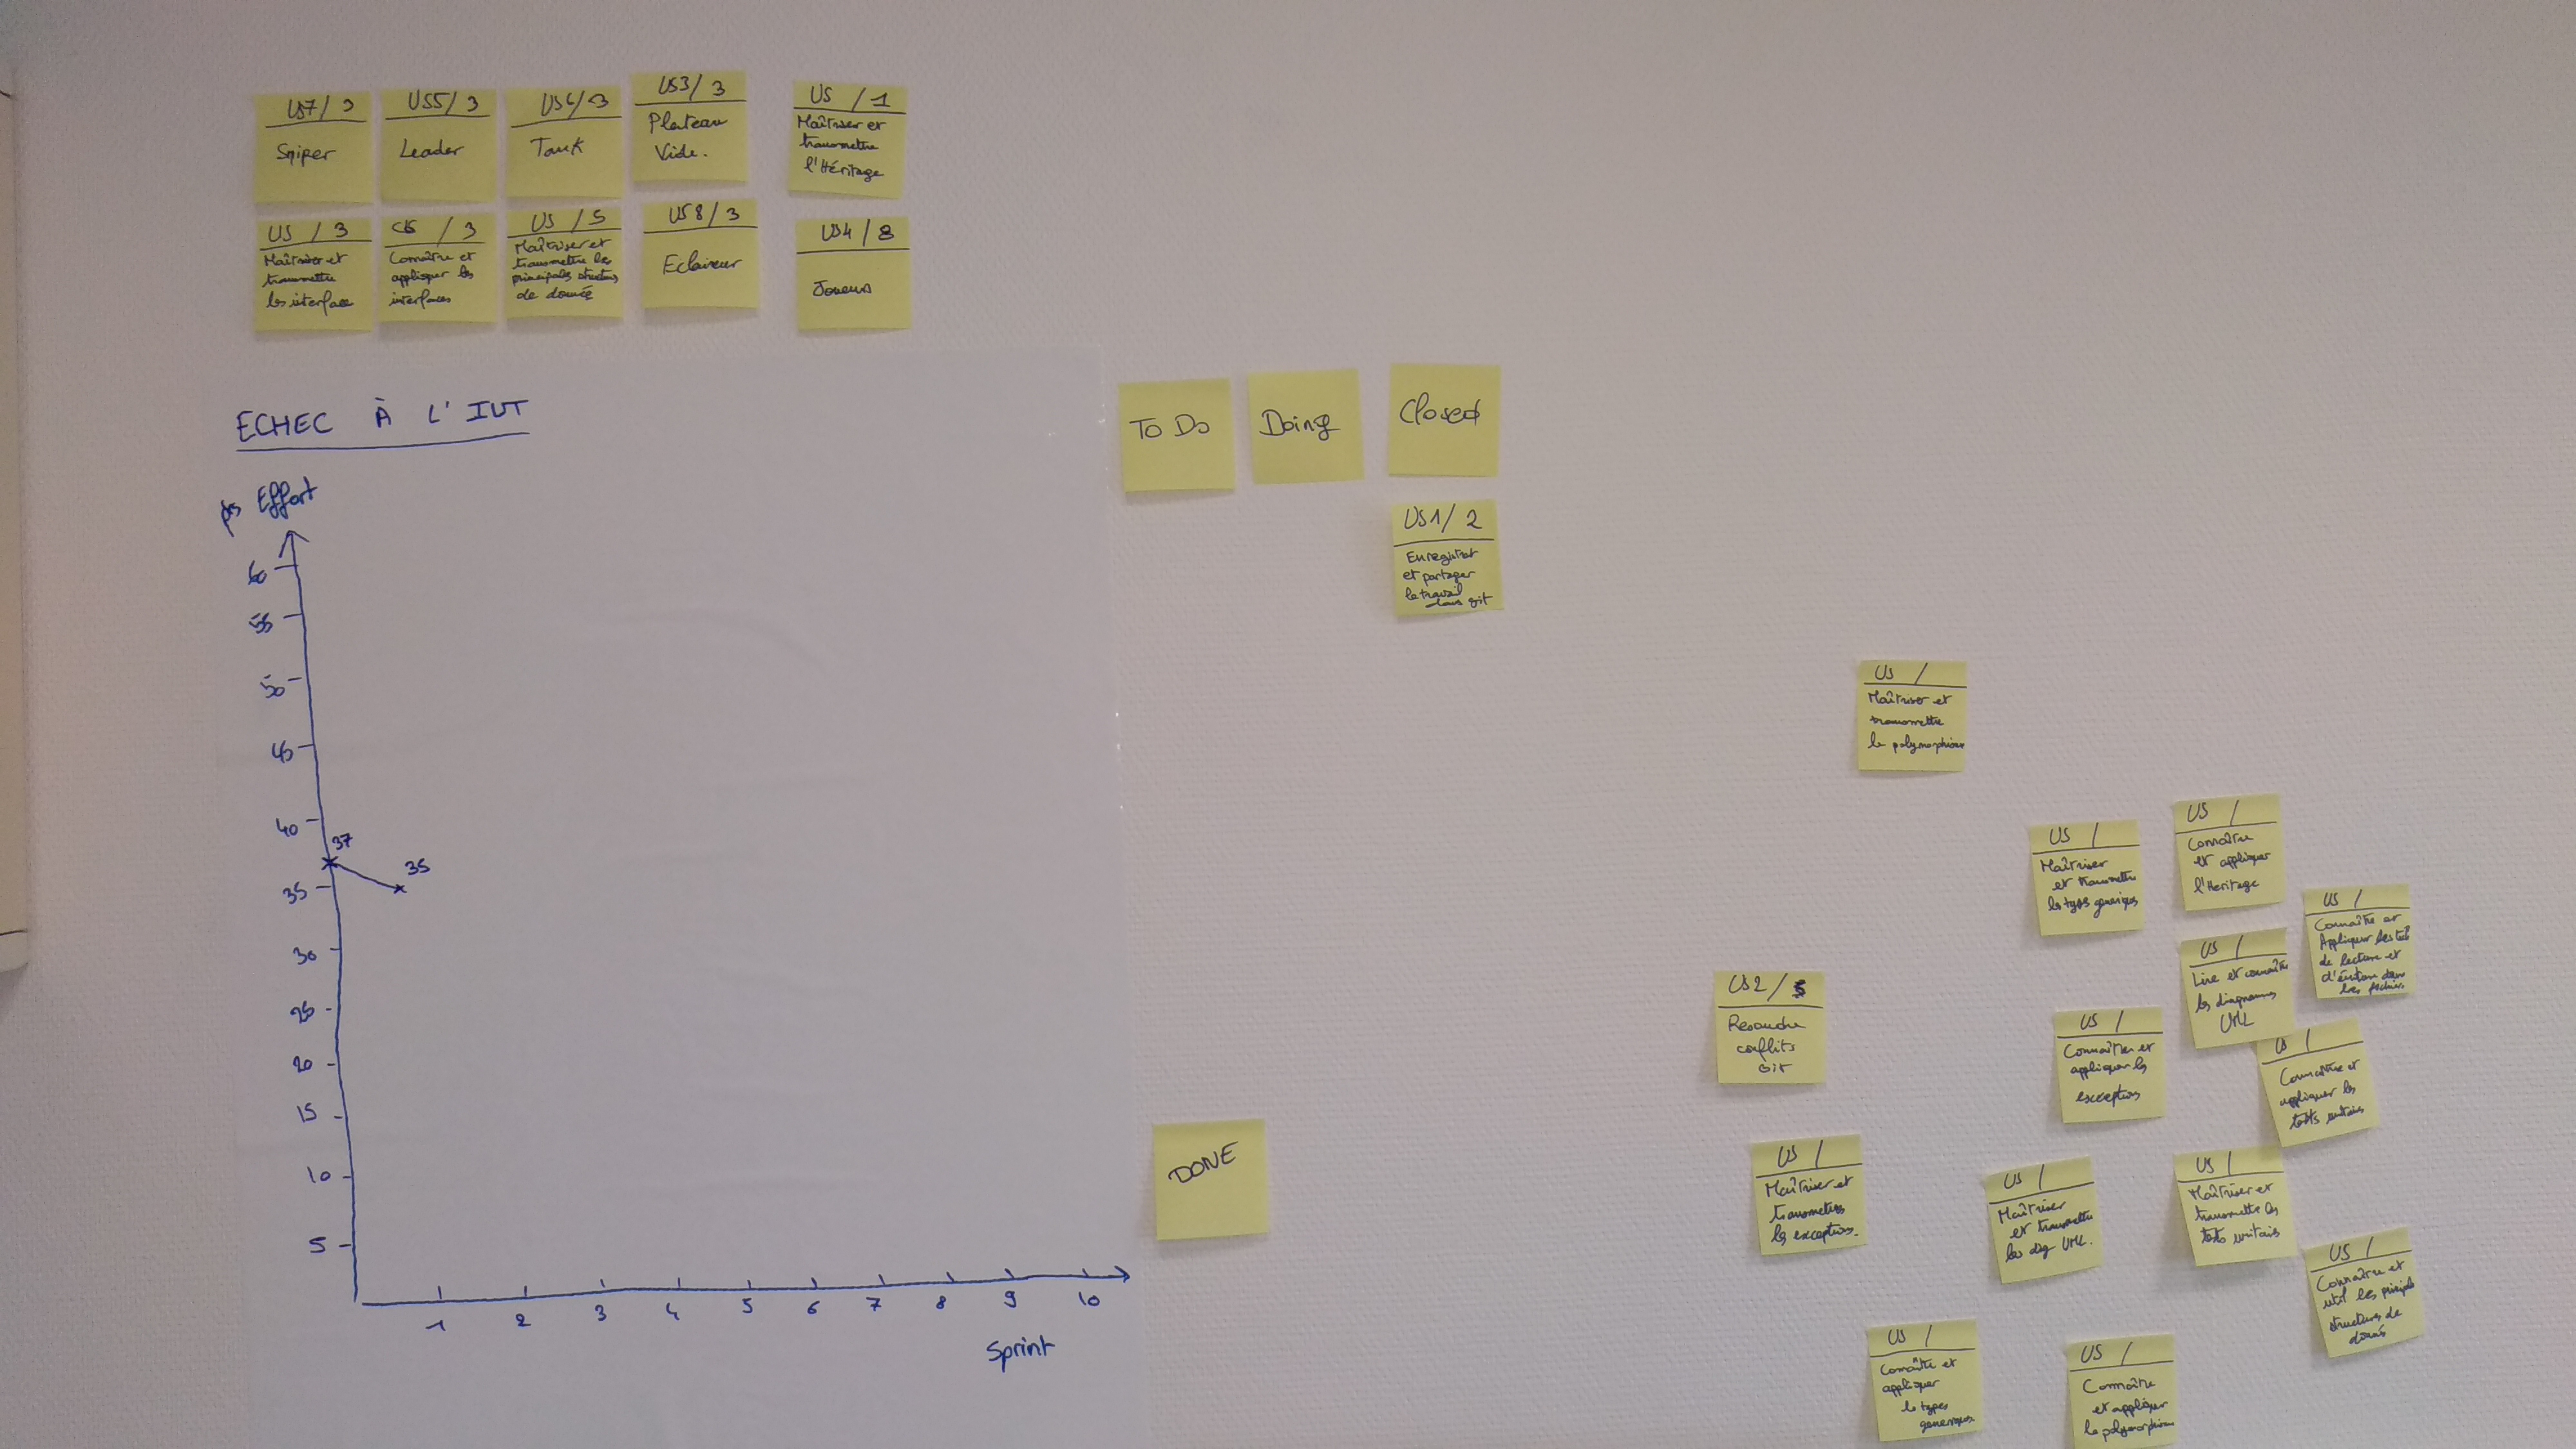 US7/3
Sniper
US5/3
Leader
US6/3
Tank
US3/3
Plateau
Vide.
US /1
Maîtriser et
transmettre
l'Héritage
US /3
Maîtriser et
transmettre
les interface
US /3
Connaître et
appliquer les
interfaces
US /5
Maîtriser et
transmettre les
principales structures
de donnée
US8/3
Eclaireur
US4/8
Joueurs
ECHEC À L'IUT
pts Effort
60
55
50
45
40
37
35
35
30
25
20
15
10
5
1 2 3 4 5 6 7 8 9 10
Sprint
To Do
Doing
Closed
US1/2
Enregistrer
et partager
le travail
dans git
DONE
US /
Maîtriser et
transmettre
le polymorphisme
US /
Maîtriser
et transmettre
les types generiques
US /
Connaître
et appliquer
l'Heritage
US /
Connaître et
Appliquer les
de lecture et
d'écriture dans
les fichiers
US /
Lire et connaître
les diagrammes
UML
US2/5
Resoudre
conflits
Git
US /
Connaître et
appliquer les
exceptions
US /
Connaître et
appliquer les
tests unitaires
US /
Maîtriser et
transmettre
les exceptions.
US /
Maîtriser
et transmettre
les diag UML.
US /
Maîtriser et
transmettre les
tests unitaires
US /
Connaître et
util les principales
structures de
donnés
US /
Connaître et
appliquer
les types
generiques
US /
Connaître
et appliquer
le polymorphisme